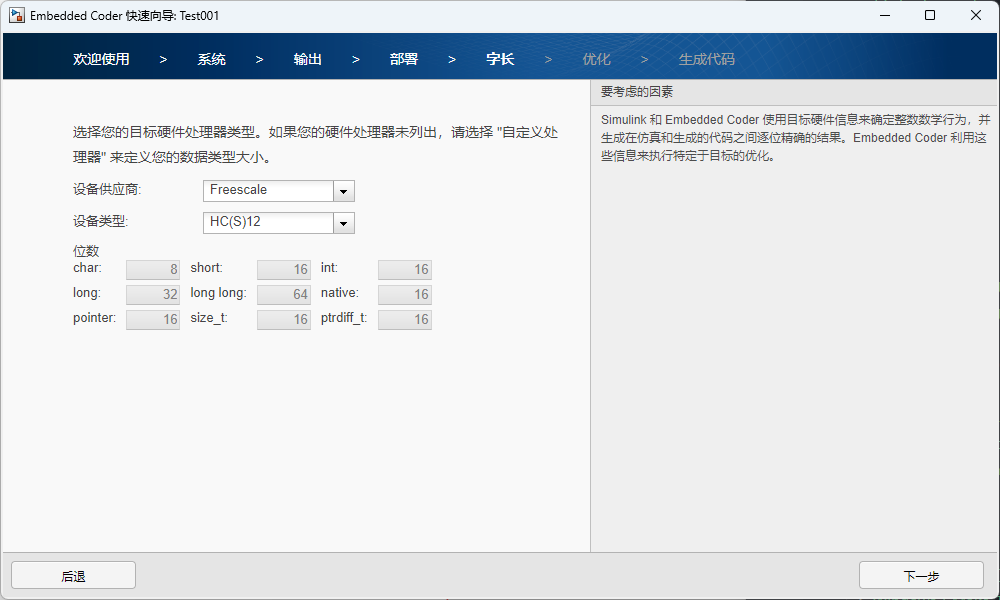 Embedded Coder 快速向导: Test001
欢迎使用 > 系统 > 输出 > 部署 > 字长 > 优化 > 生成代码
选择您的目标硬件处理器类型。如果您的硬件处理器未列出，请选择 "自定义处
理器" 来定义您的数据类型大小。
设备供应商: Freescale
设备类型: HC(S)12
位数
char: 8 short: 16 int: 16
long: 32 long long: 64 native: 16
pointer: 16 size_t: 16 ptrdiff_t: 16
要考虑的因素
Simulink 和 Embedded Coder 使用目标硬件信息来确定整数数学行为，并
生成在仿真和生成的代码之间逐位精确的结果。Embedded Coder 利用这
些信息来执行特定于目标的优化。
后退 下一步